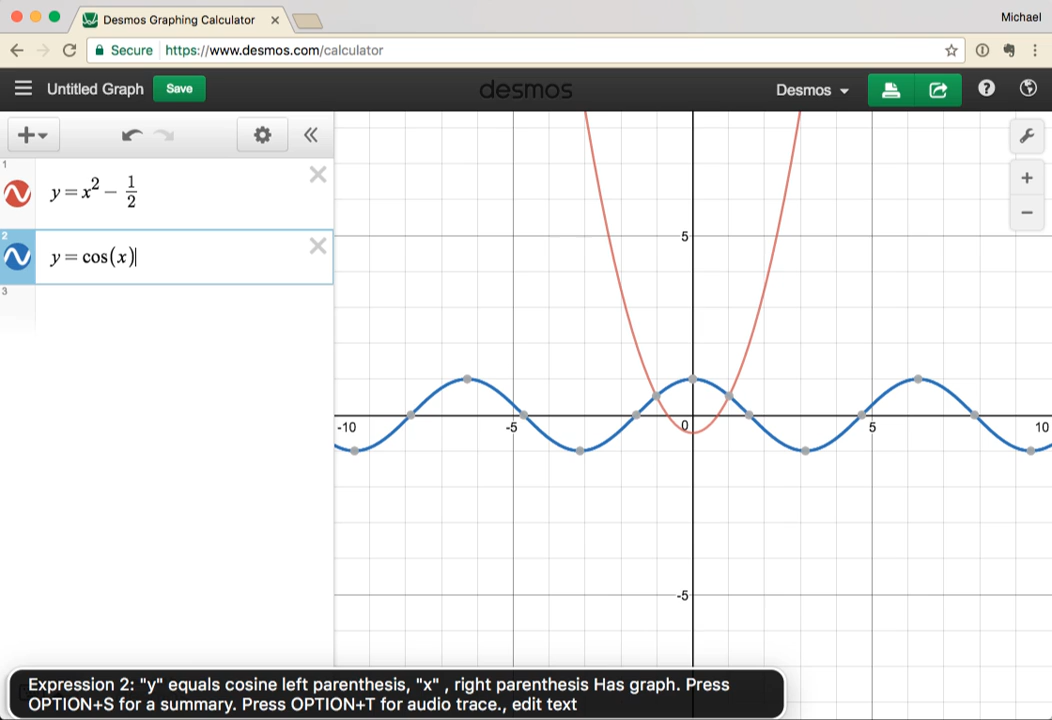 Desmos Graphing Calculator
Michael
Secure https://www.desmos.com/calculator
Untitled Graph Save desmos Desmos
1
y = x² − 1/2
2
y = cos(x)
3
5
-10 -5 0 5 10
-5
Expression 2: "y" equals cosine left parenthesis, "x" , right parenthesis Has graph. Press
OPTION+S for a summary. Press OPTION+T for audio trace., edit text